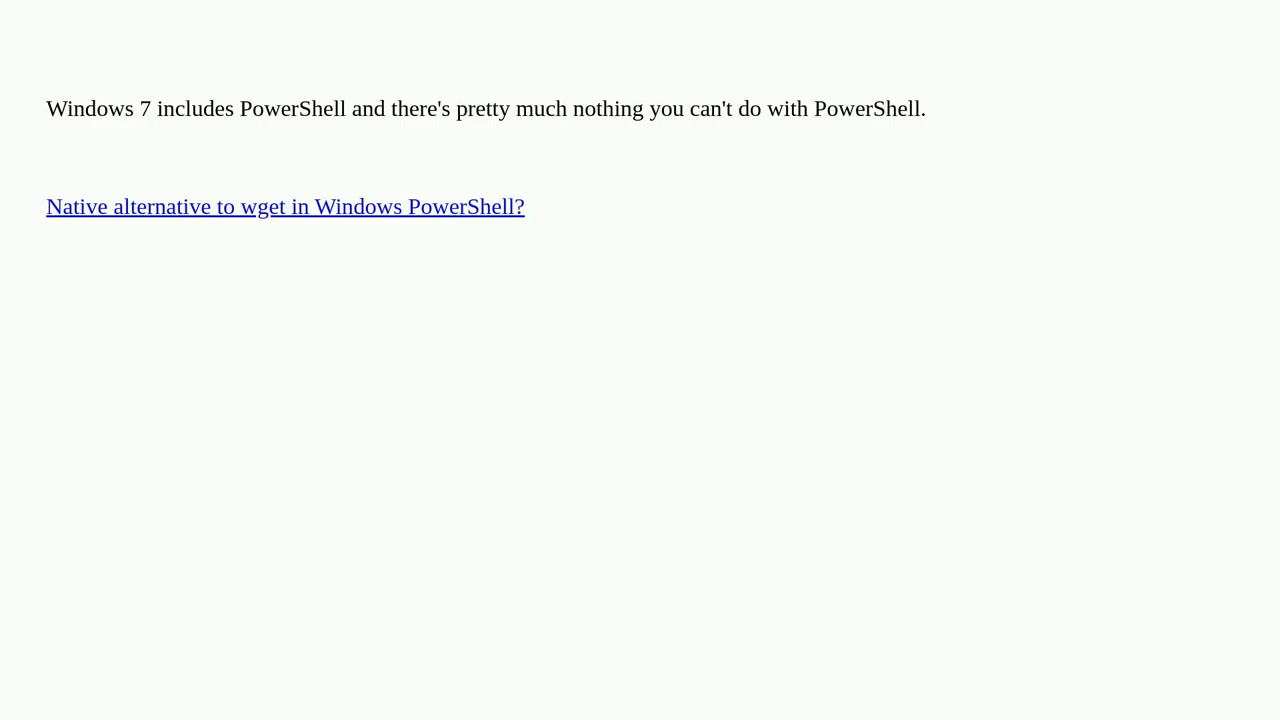 Windows 7 includes PowerShell and there's pretty much nothing you can't do with PowerShell.
Native alternative to wget in Windows PowerShell?